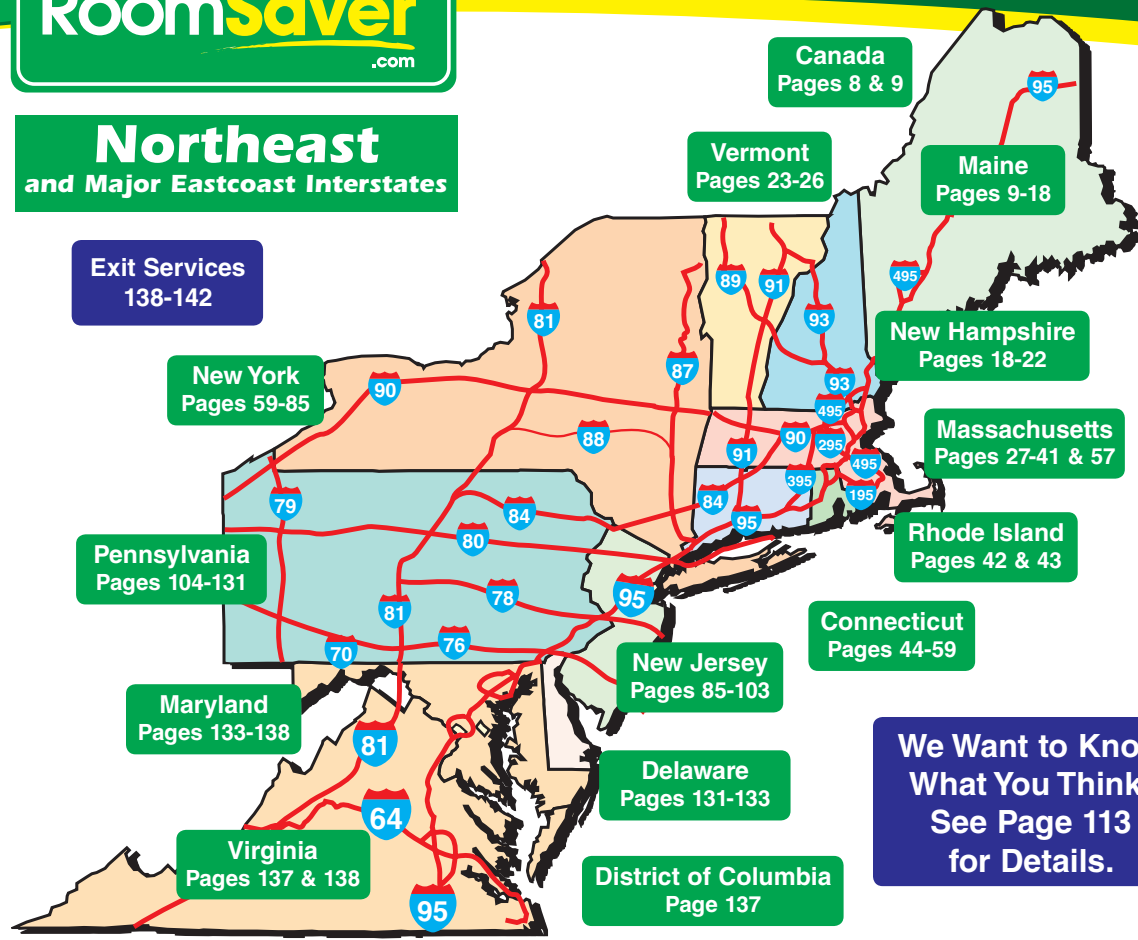 RoomSaver
.com
Northeast
and Major Eastcoast Interstates
Exit Services
138-142
Canada
Pages 8 & 9
Vermont
Pages 23-26
Maine
Pages 9-18
New Hampshire
Pages 18-22
New York
Pages 59-85
Massachusetts
Pages 27-41 & 57
Rhode Island
Pages 42 & 43
Connecticut
Pages 44-59
Pennsylvania
Pages 104-131
New Jersey
Pages 85-103
Maryland
Pages 133-138
Delaware
Pages 131-133
Virginia
Pages 137 & 138
District of Columbia
Page 137
We Want to Kno
What You Think
See Page 113
for Details.
95
495
89
91
93
81
87
93
90
495
88
90
295
91
495
395
79
84
195
84
95
80
78
95
81
76
70
81
64
95